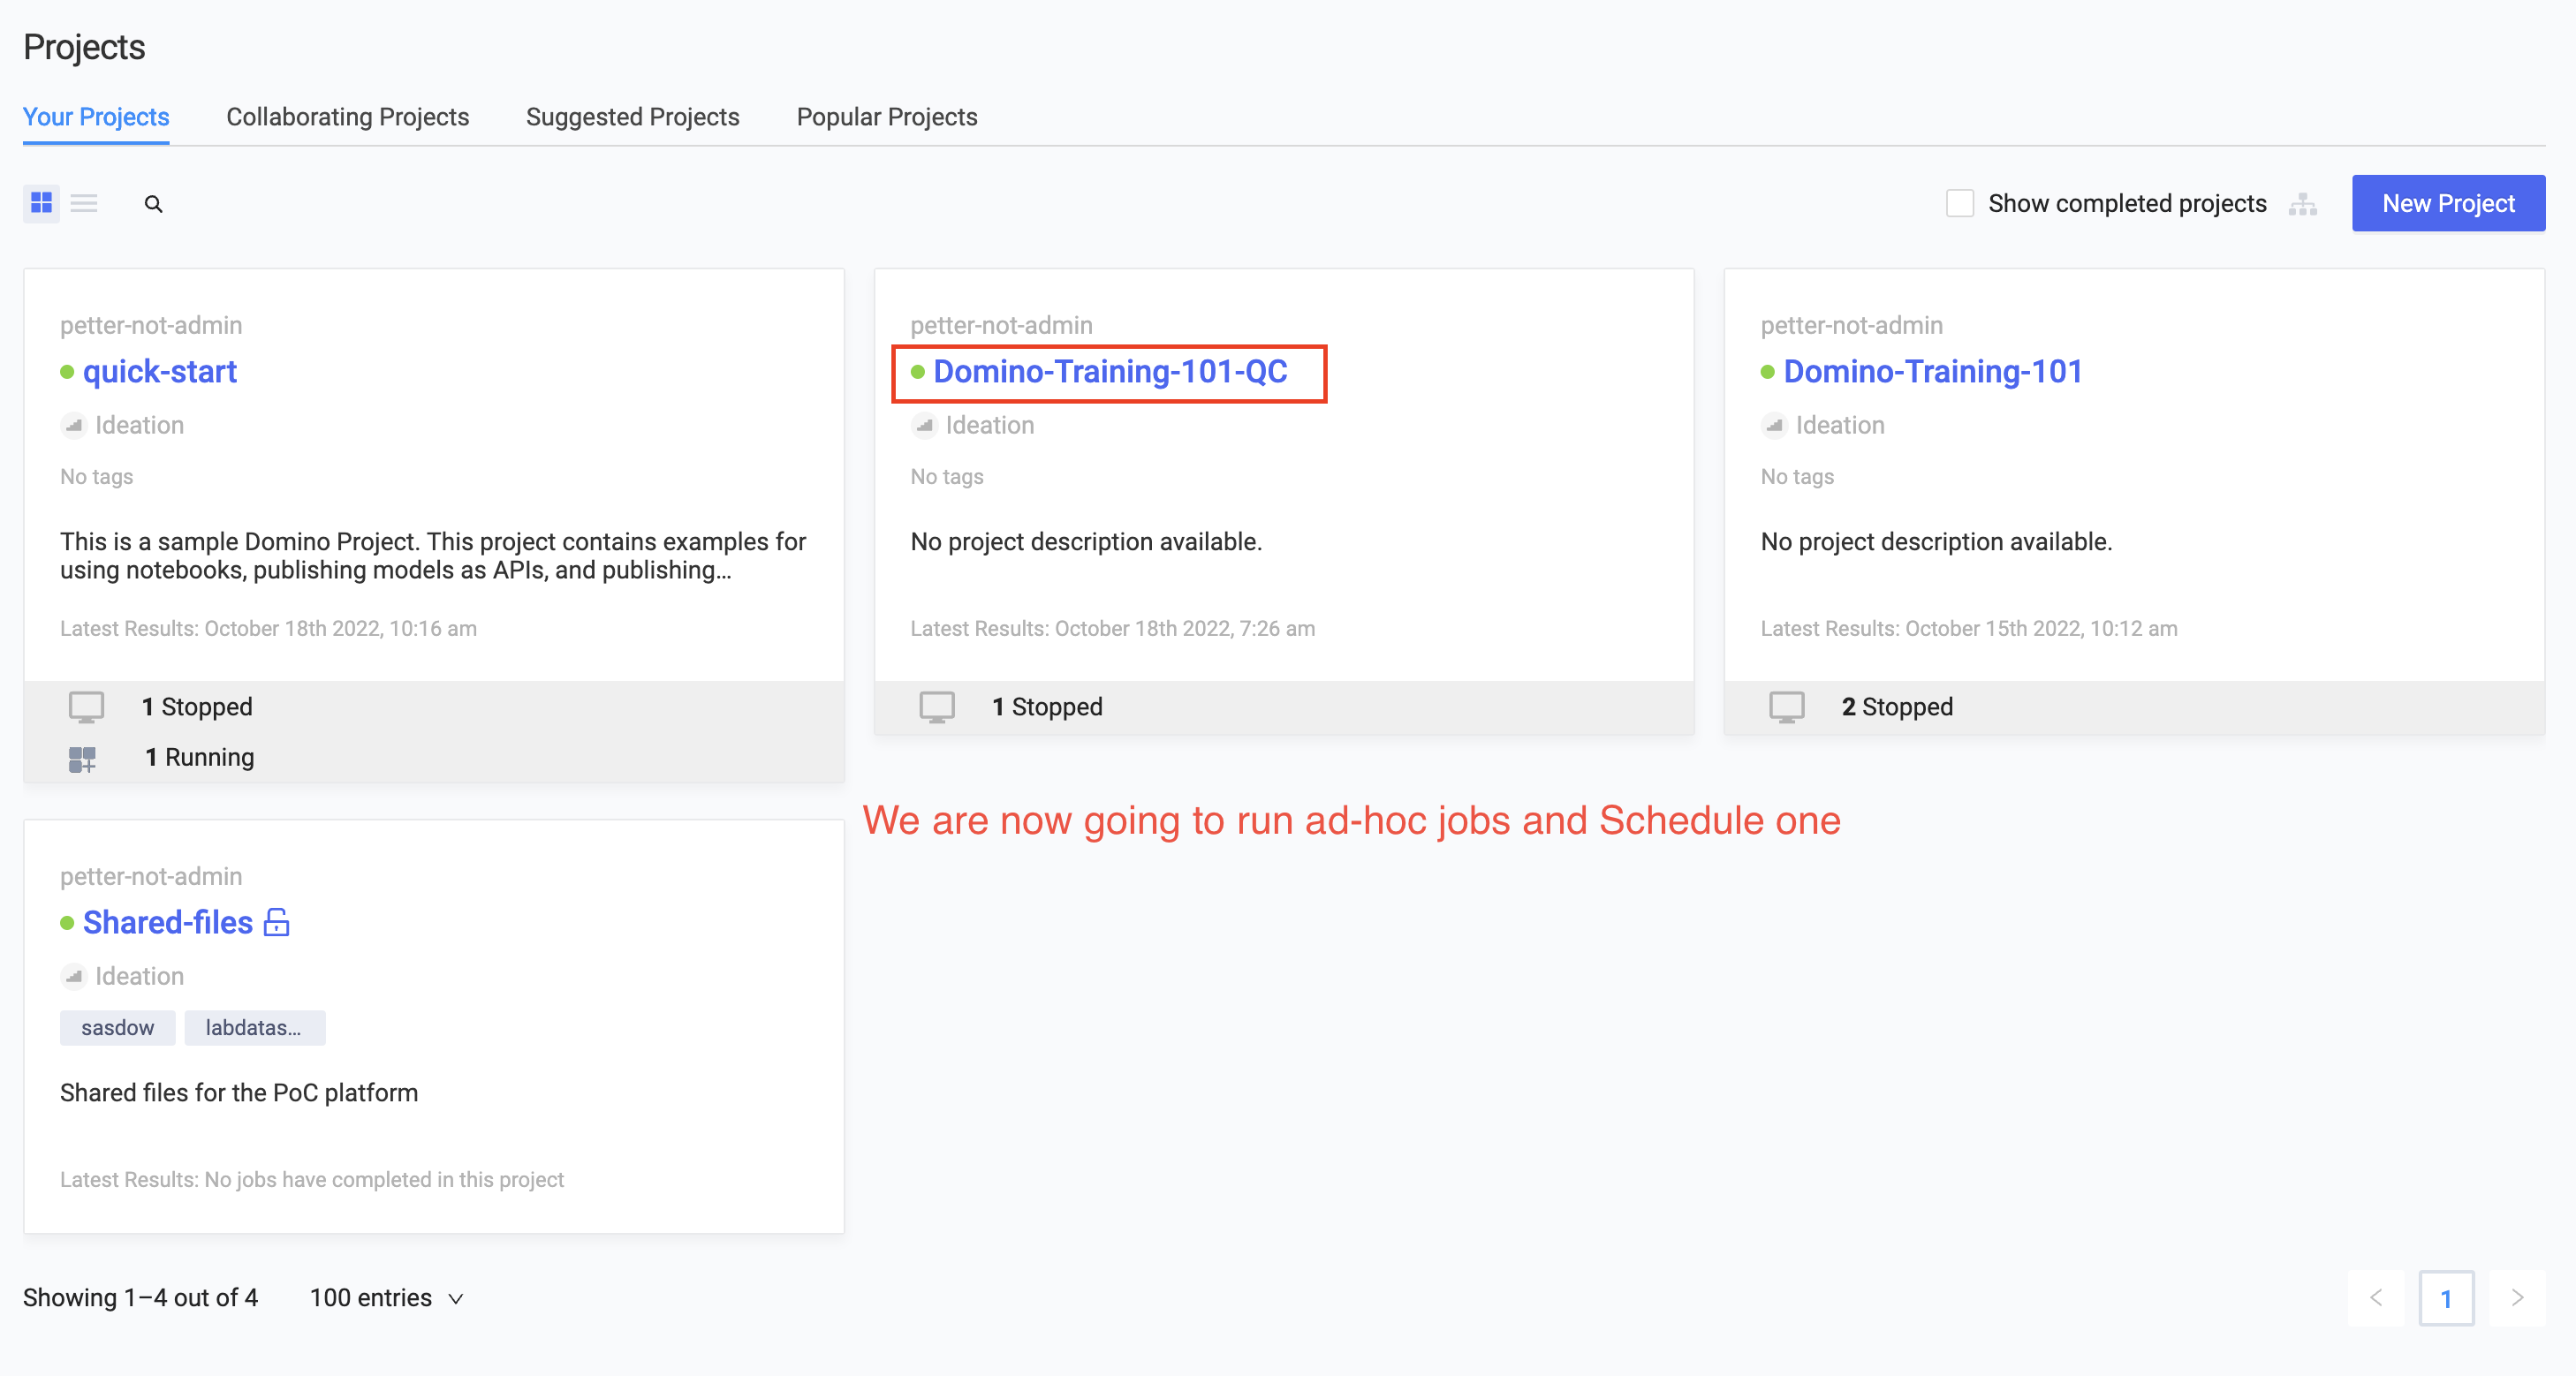 Projects
Your Projects Collaborating Projects Suggested Projects Popular Projects
Show completed projects New Project
petter-not-admin
quick-start
Ideation
No tags
This is a sample Domino Project. This project contains examples for
using notebooks, publishing models as APIs, and publishing...
Latest Results: October 18th 2022, 10:16 am
1 Stopped
1 Running
petter-not-admin
Domino-Training-101-QC
Ideation
No tags
No project description available.
Latest Results: October 18th 2022, 7:26 am
1 Stopped
petter-not-admin
Domino-Training-101
Ideation
No tags
No project description available.
Latest Results: October 15th 2022, 10:12 am
2 Stopped
We are now going to run ad-hoc jobs and Schedule one
petter-not-admin
Shared-files
Ideation
sasdow labdatas...
Shared files for the PoC platform
Latest Results: No jobs have completed in this project
Showing 1–4 out of 4 100 entries 1